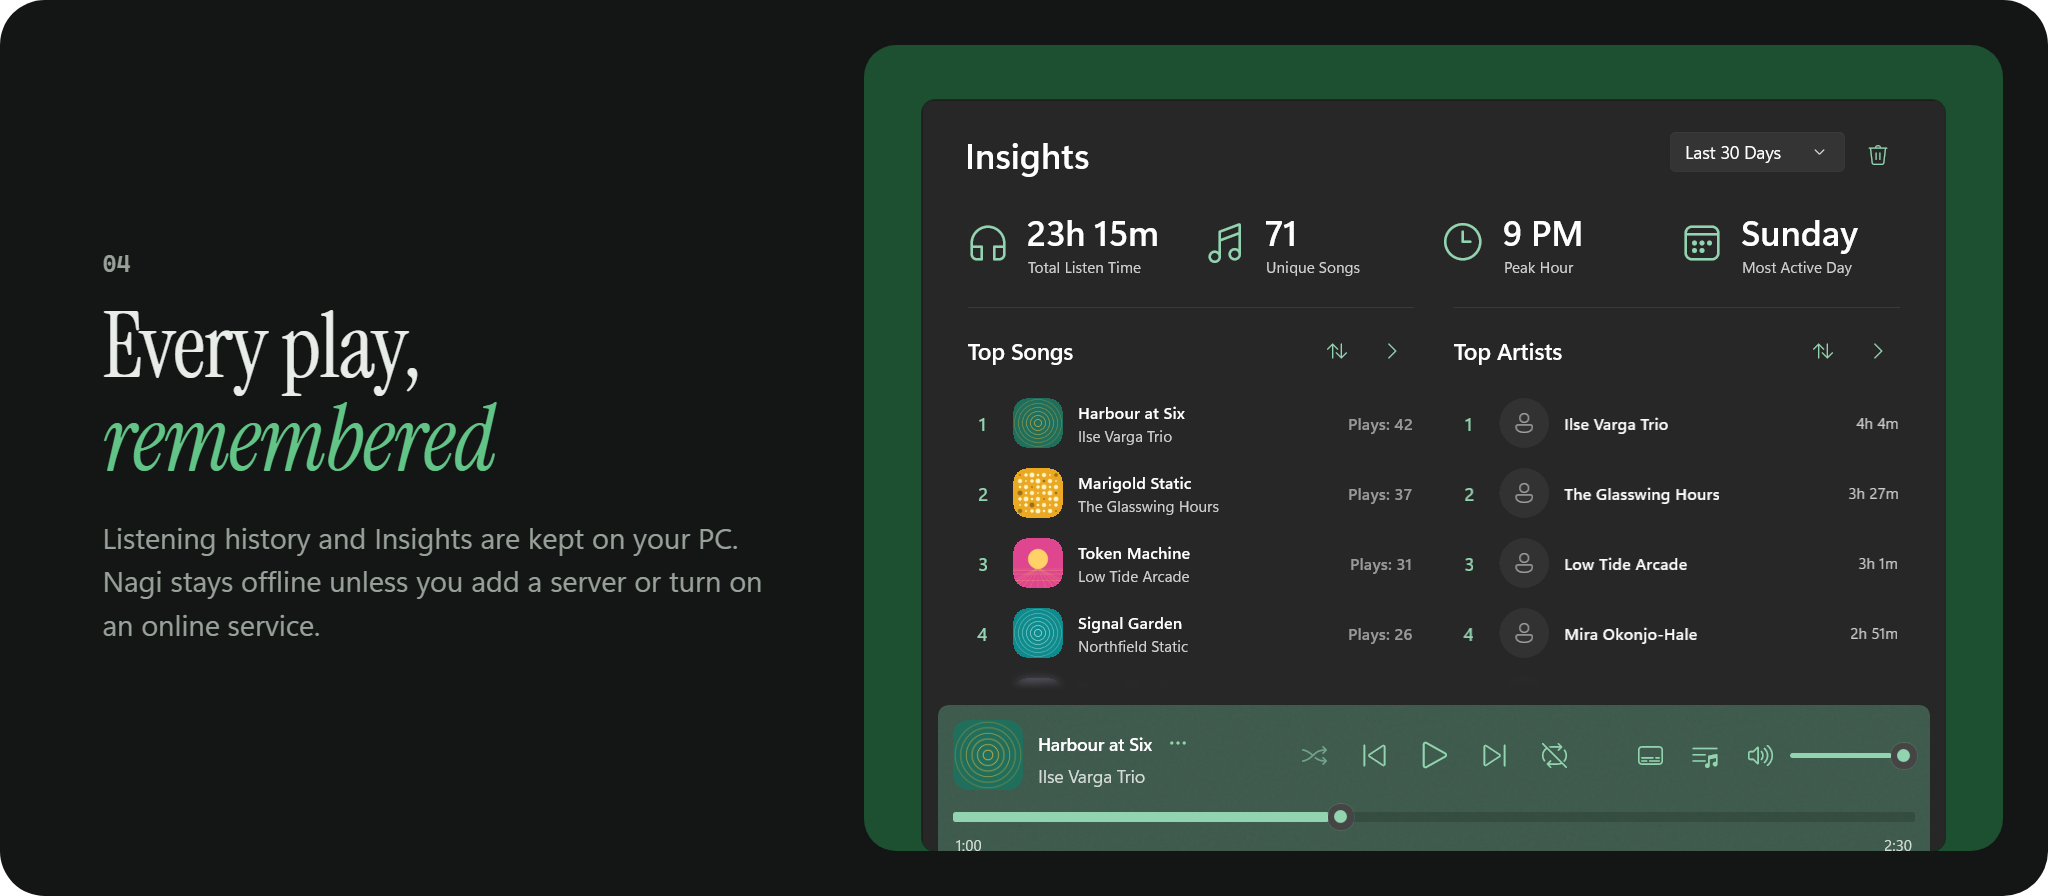 04
Every play,
remembered
Listening history and Insights are kept on your PC.
Nagi stays offline unless you add a server or turn on
an online service.
Insights
Last 30 Days
23h 15m
Total Listen Time
71
Unique Songs
9 PM
Peak Hour
Sunday
Most Active Day
Top Songs
1
Harbour at Six
Ilse Varga Trio
Plays: 42
2
Marigold Static
The Glasswing Hours
Plays: 37
3
Token Machine
Low Tide Arcade
Plays: 31
4
Signal Garden
Northfield Static
Plays: 26
Top Artists
1
Ilse Varga Trio
4h 4m
2
The Glasswing Hours
3h 27m
3
Low Tide Arcade
3h 1m
4
Mira Okonjo-Hale
2h 51m
Harbour at Six
Ilse Varga Trio
1:00
2:30